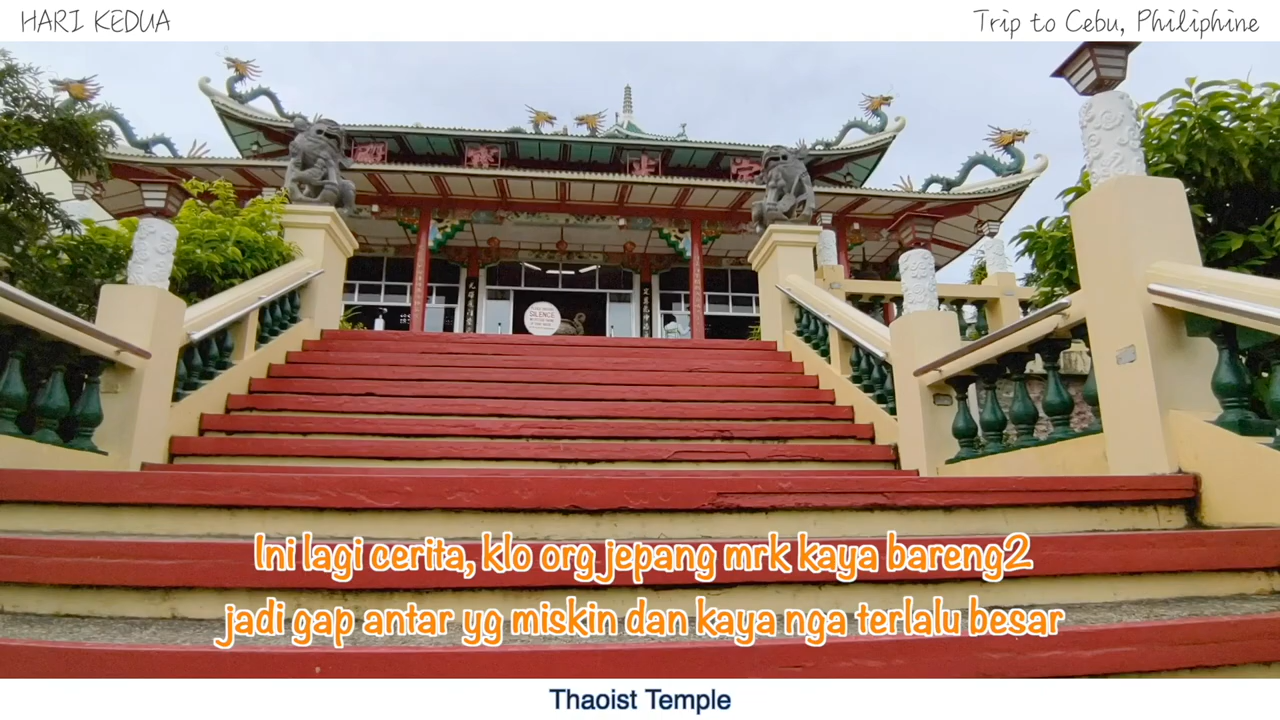 HARI KEDUA
Trip to Cebu, Philiphine
SILENCE
Ini lagi cerita, klo org jepang mrk kaya bareng2
jadi gap antar yg miskin dan kaya nga terlalu besar
Thaoist Temple